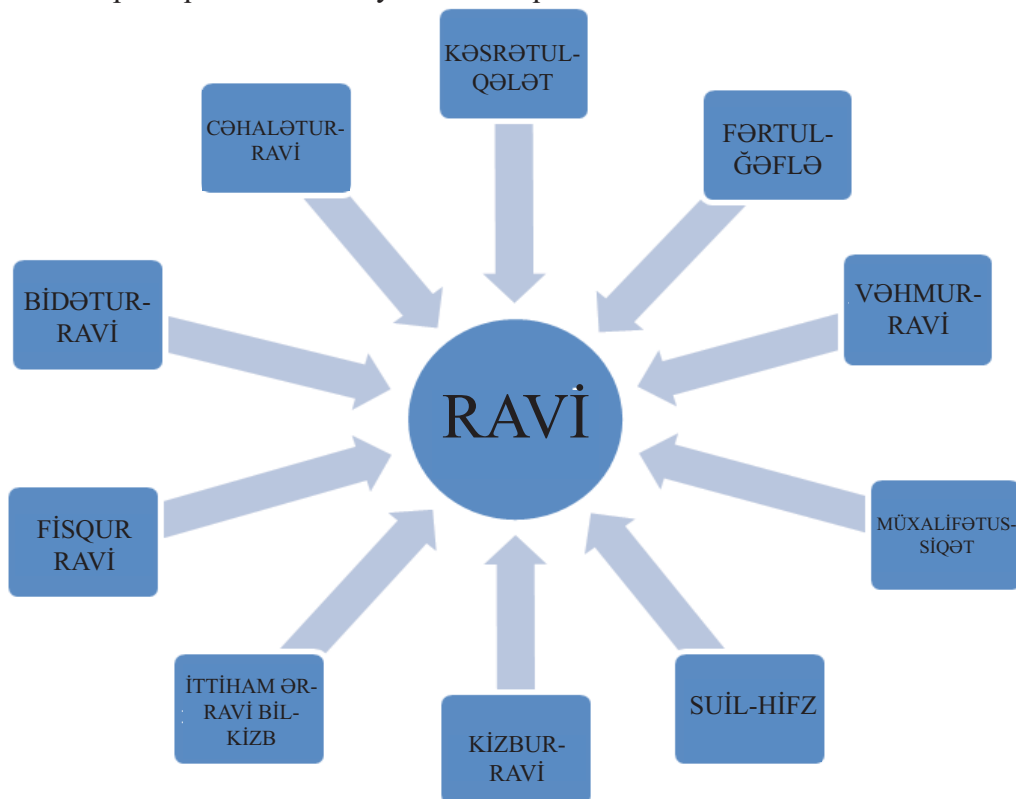 KƏSRƏTUL-
QƏLƏT
CƏHALƏTUR-
RAVİ
FƏRTUL-
ĞƏFLƏ
BİDƏTUR-
RAVİ
VƏHMUR-
RAVİ
RAVİ
FİSQUR
RAVİ
MÜXALİFƏTUS-
SİQƏT
İTTİHAM ƏR-
RAVİ BİL-
KİZB
KİZBUR-
RAVİ
SUİL-HİFZ